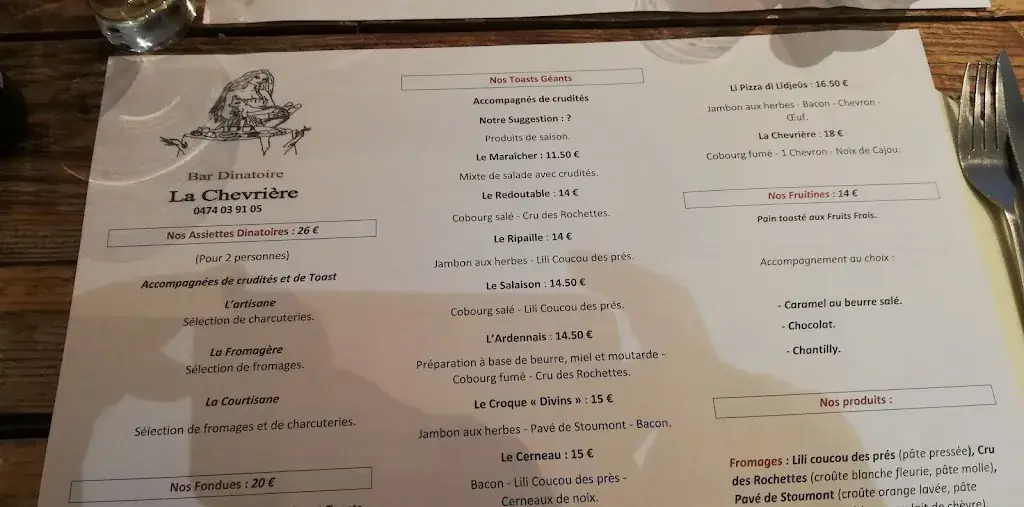 Bar Dinatoire
La Chevrière
0474 03 91 05
Nos Assiettes Dinatoires : 26 €
(Pour 2 personnes)
Accompagnées de crudités et de Toast
L'artisane
Sélection de charcuteries.
La Fromagère
Sélection de fromages.
La Courtisane
Sélection de fromages et de charcuteries.
Nos Fondues : 20 €
Nos Toasts Géants
Accompagnés de crudités
Notre Suggestion : ?
Produits de saison.
Le Maraîcher : 11.50 €
Mixte de salade avec crudités.
Le Redoutable : 14 €
Cobourg salé - Cru des Rochettes.
Le Ripaille : 14 €
Jambon aux herbes - Lili Coucou des prés.
Le Salaison : 14.50 €
Cobourg salé - Lili Coucou des prés.
L'Ardennais : 14.50 €
Préparation à base de beurre, miel et moutarde -
Cobourg fumé - Cru des Rochettes.
Le Croque « Divins » : 15 €
Jambon aux herbes - Pavé de Stoumont - Bacon.
Le Cerneau : 15 €
Bacon - Lili Coucou des près -
Cerneaux de noix.
Li Pizza di Lîdjeûs : 16.50 €
Jambon aux herbes - Bacon - Chevron -
Œuf.
La Chevrière : 18 €
Cobourg fumé - 1 Chevron - Noix de Cajou.
Nos Fruitines : 14 €
Pain toasté aux Fruits Frais.
Accompagnement au choix :
- Caramel au beurre salé.
- Chocolat.
- Chantilly.
Nos produits :
Fromages : Lili coucou des prés (pâte pressée), Cru
des Rochettes (croûte blanche fleurie, pâte molle),
Pavé de Stoumont (croûte orange lavée, pâte
lait de chèvre).